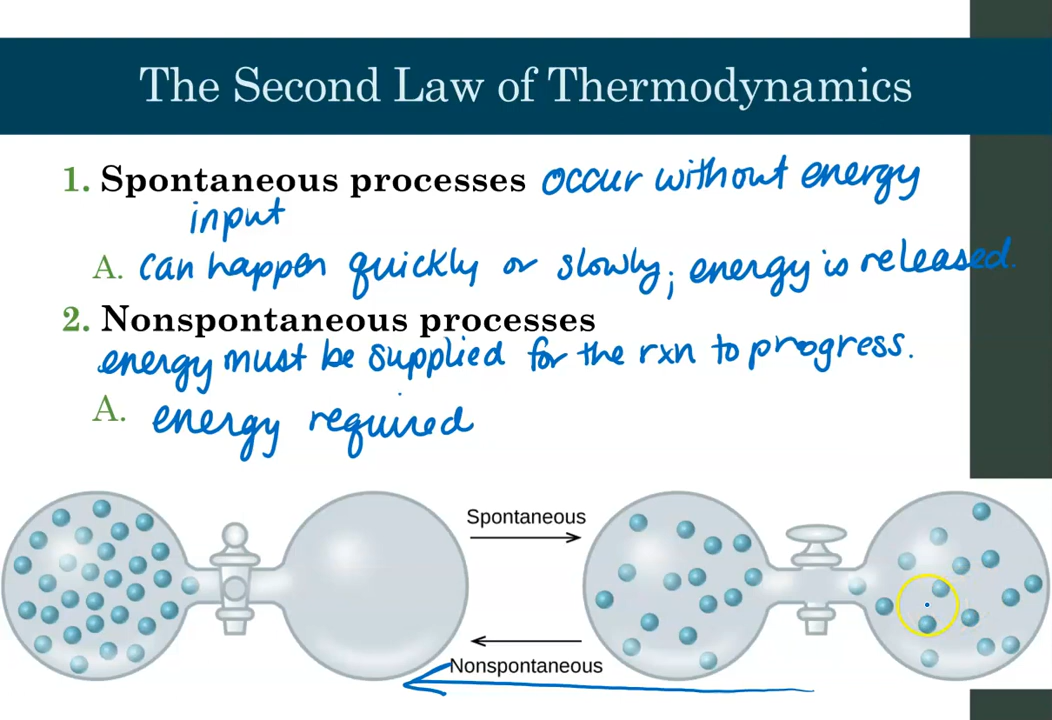 The Second Law of Thermodynamics
1. Spontaneous processes occur without energy
input
A. can happen quickly or slowly; energy is released.
2. Nonspontaneous processes
energy must be supplied for the rxn to progress.
A. energy required
Spontaneous
Nonspontaneous